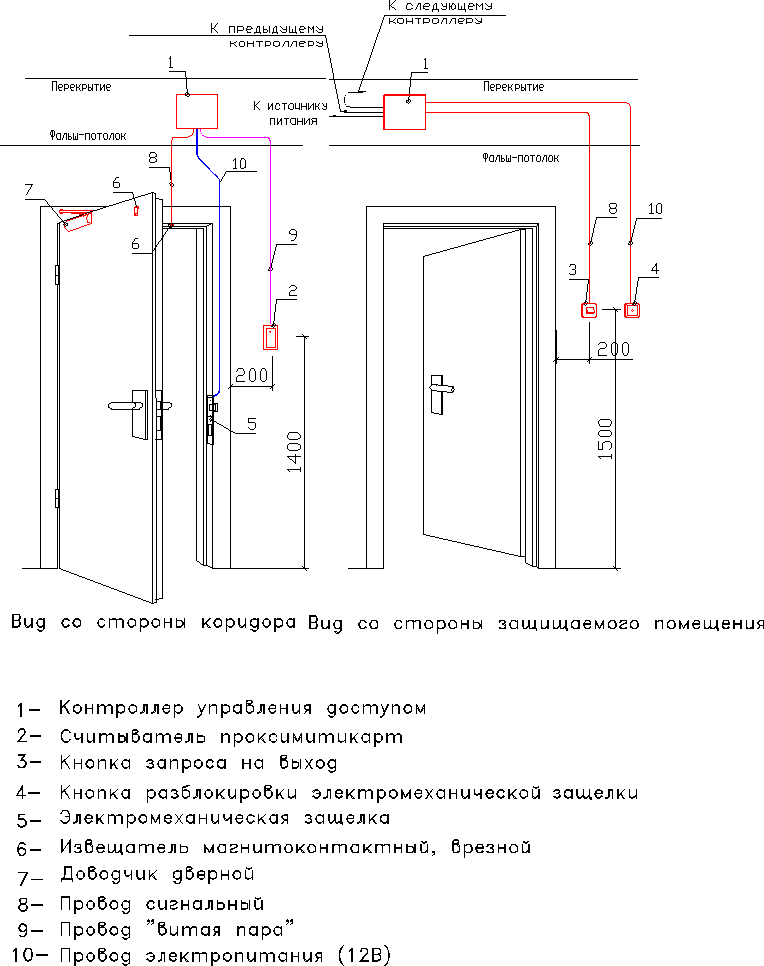 К следующему
контроллеру
К предыдущему
контроллеру
1
1
Перекрытие
Перекрытие
К источнику
питания
Фальш-потолок
Фальш-потолок
8
10
7
6
6
9
2
8
10
3
4
200
200
5
1400
1500
Вид со стороны коридора
Вид со стороны защищаемого помещения
1- Контроллер управления доступом
2- Считыватель проксимитикарт
3- Кнопка запроса на выход
4- Кнопка разблокировки электромеханической защелки
5- Электромеханическая защелка
6- Извещатель магнитоконтактный, врезной
7- Доводчик дверной
8- Провод сигнальный
9- Провод "витая пара"
10- Провод электропитания (12В)